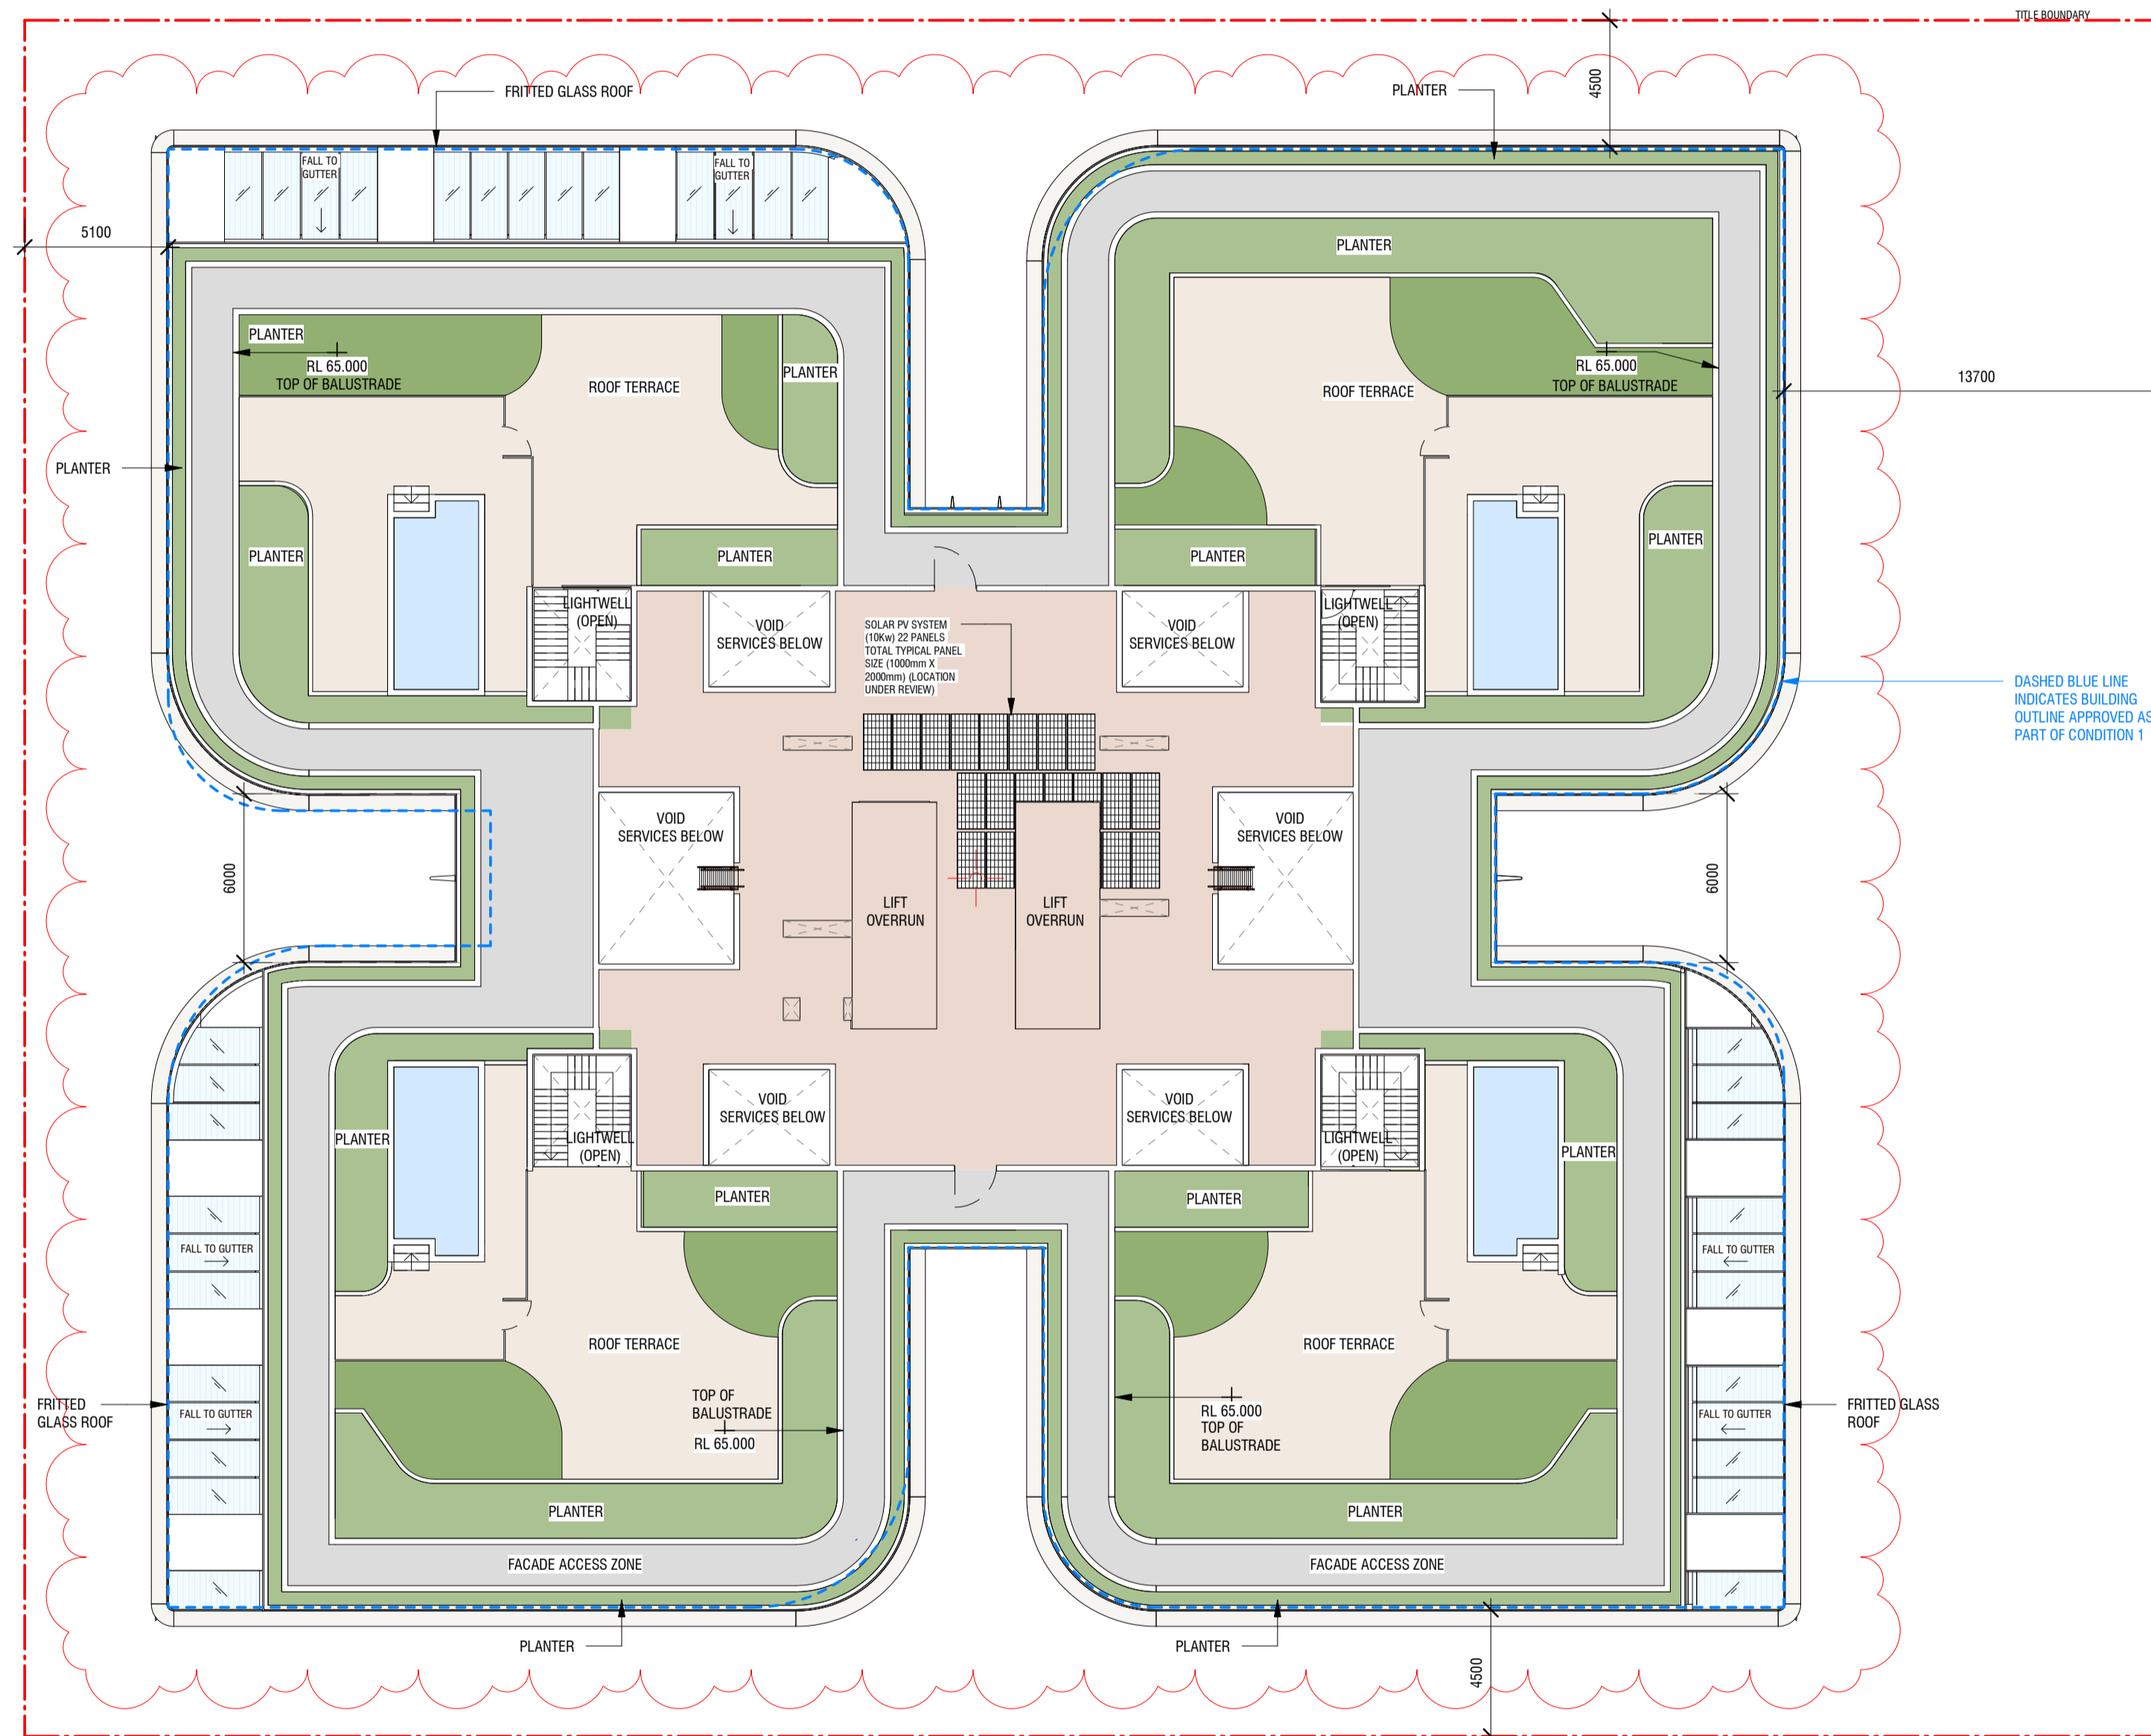 TITLE BOUNDARY
4500
FRITTED GLASS ROOF
PLANTER
FALL TO
GUTTER
FALL TO
GUTTER
5100
PLANTER
PLANTER
RL 65.000
TOP OF BALUSTRADE
ROOF TERRACE
PLANTER
ROOF TERRACE
RL 65.000
TOP OF BALUSTRADE
13700
PLANTER
PLANTER
PLANTER
PLANTER
PLANTER
LIGHTWELL
(OPEN)
VOID
SERVICES BELOW
SOLAR PV SYSTEM
(10Kw) 22 PANELS
TOTAL TYPICAL PANEL
SIZE (1000mm X
2000mm) (LOCATION
UNDER REVIEW)
VOID
SERVICES BELOW
LIGHTWELL
(OPEN)
DASHED BLUE LINE
INDICATES BUILDING
OUTLINE APPROVED AS
PART OF CONDITION 1
VOID
SERVICES BELOW
VOID
SERVICES BELOW
6000
6000
LIFT
OVERRUN
LIFT
OVERRUN
VOID
SERVICES BELOW
VOID
SERVICES BELOW
LIGHTWELL
(OPEN)
LIGHTWELL
(OPEN)
PLANTER
PLANTER
PLANTER
PLANTER
FALL TO GUTTER
FALL TO GUTTER
ROOF TERRACE
ROOF TERRACE
FRITTED
GLASS ROOF
FALL TO GUTTER
TOP OF
BALUSTRADE
RL 65.000
RL 65.000
TOP OF
BALUSTRADE
FALL TO GUTTER
FRITTED GLASS
ROOF
PLANTER
PLANTER
FACADE ACCESS ZONE
FACADE ACCESS ZONE
PLANTER
PLANTER
4500